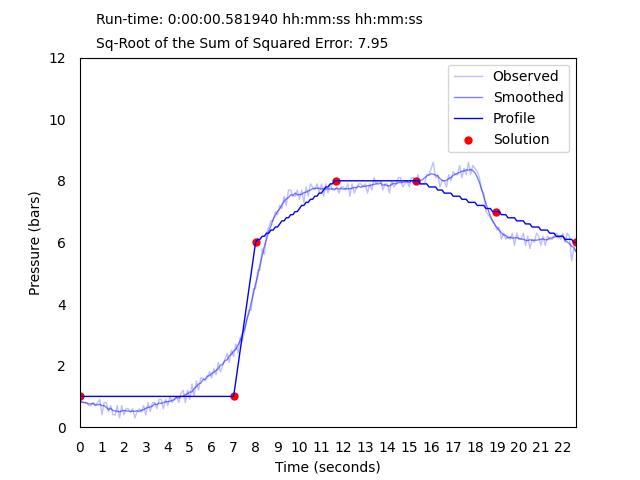 Run-time: 0:00:00.581940 hh:mm:ss hh:mm:ss
Sq-Root of the Sum of Squared Error: 7.95
12
10
8
6
4
2
0
Pressure (bars)
Observed
Smoothed
Profile
Solution
0 1 2 3 4 5 6 7 8 9 10 11 12 13 14 15 16 17 18 19 20 21 22
Time (seconds)